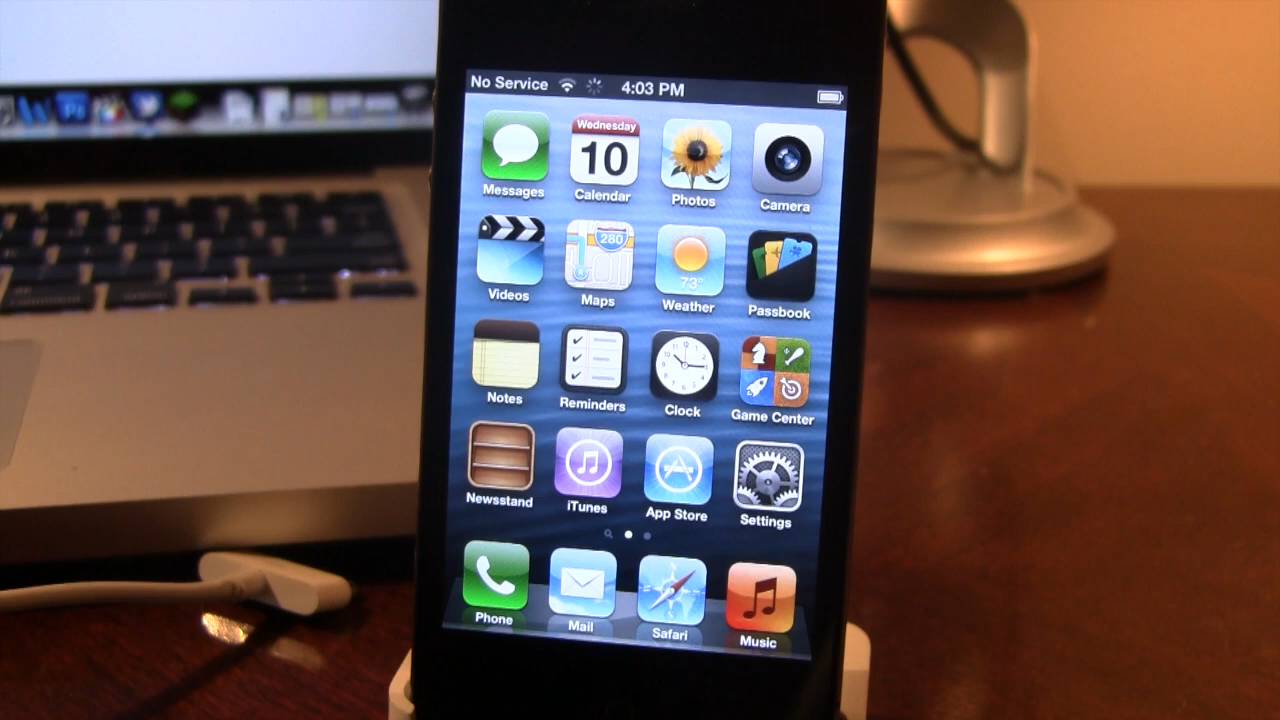 No Service 4:03 PM
Wednesday
10
Messages Calendar Photos Camera
280
73°
Videos Maps Weather Passbook
Notes Reminders Clock Game Center
Newsstand iTunes App Store Settings
Phone Mail Safari Music